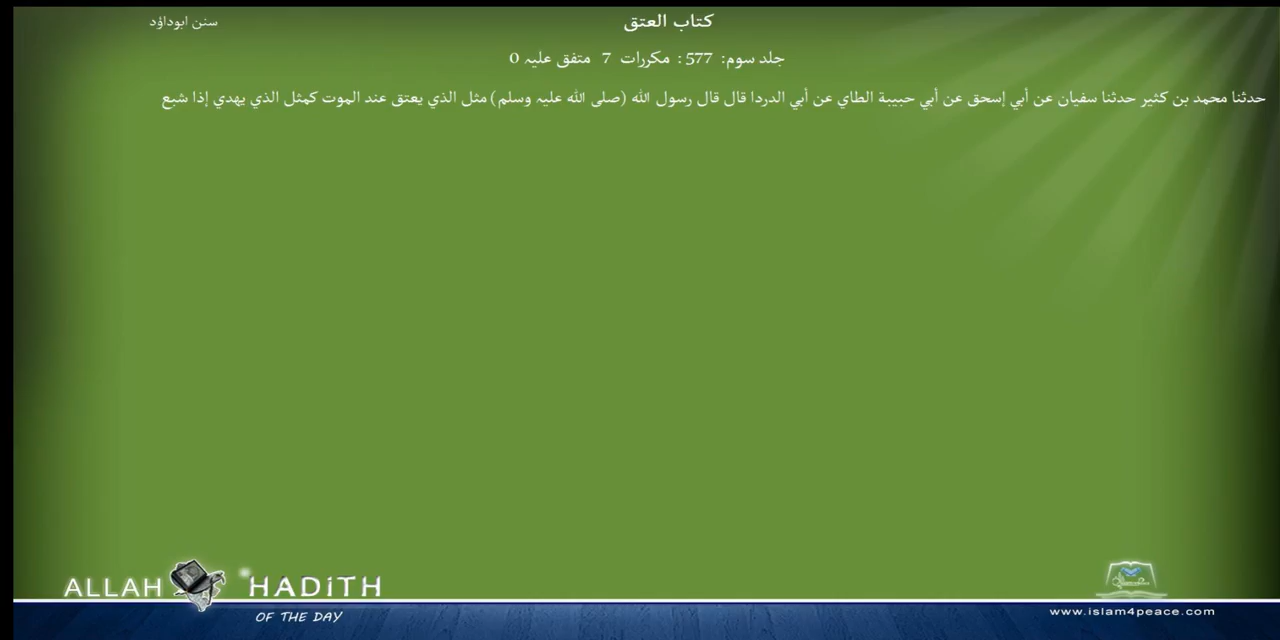 كتاب العتق
سنن ابوداؤد
جلد سوم: 577 : مکررات 7 متفق علیہ 0
حدثنا محمد بن كثير حدثنا سفيان عن أبي إسحق عن أبي حبيبة الطاي عن أبي الدردا قال قال رسول الله (صلی الله علیہ وسلم) مثل الذي يعتق عند الموت كمثل الذي يهدي إذا شبع
ALLAH HADITH
OF THE DAY
www.islam4peace.com